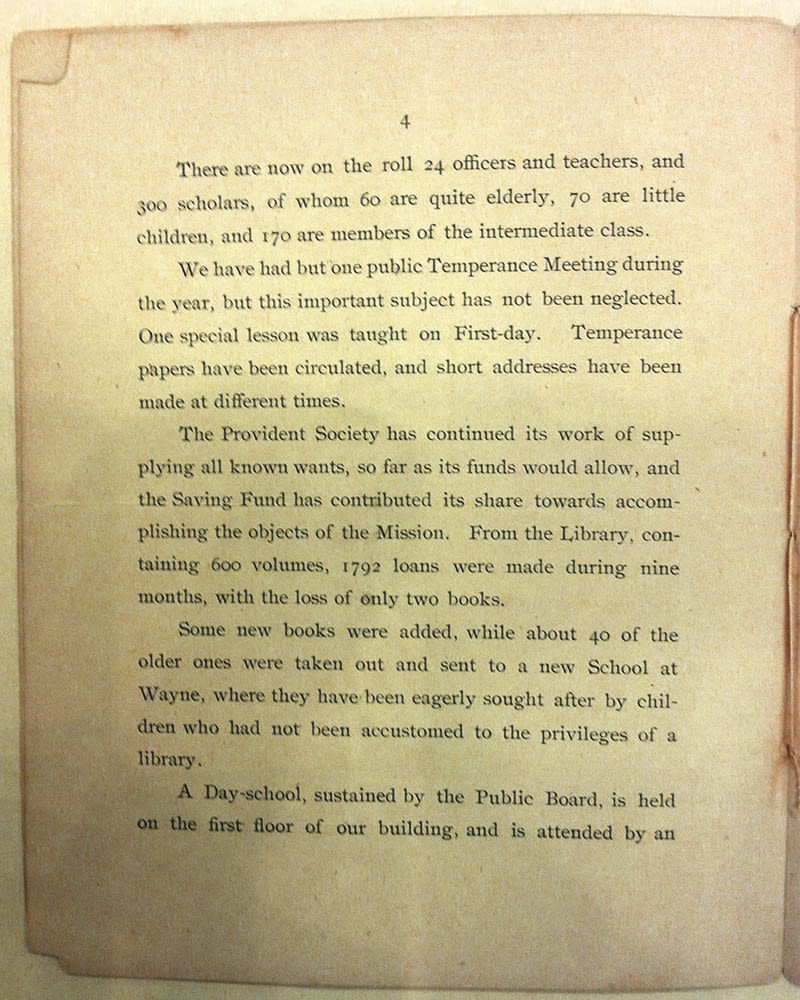 4
There are now on the roll 24 officers and teachers, and
300 scholars, of whom 60 are quite elderly, 70 are little
children, and 170 are members of the intermediate class.
We have had but one public Temperance Meeting during
the year, but this important subject has not been neglected.
One special lesson was taught on First-day. Temperance
papers have been circulated, and short addresses have been
made at different times.
The Provident Society has continued its work of sup-
plying all known wants, so far as its funds would allow, and
the Saving Fund has contributed its share towards accom-
plishing the objects of the Mission. From the Library, con-
taining 600 volumes, 1792 loans were made during nine
months, with the loss of only two books.
Some new books were added, while about 40 of the
older ones were taken out and sent to a new School at
Wayne, where they have been eagerly sought after by chil-
dren who had not been accustomed to the privileges of a
library.
A Day-school, sustained by the Public Board, is held
on the first floor of our building, and is attended by an